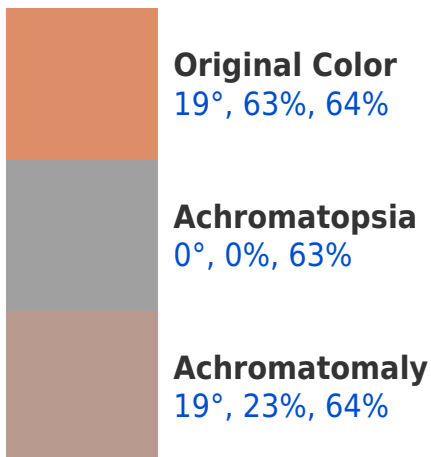 Original Color
19°, 63%, 64%
Achromatopsia
0°, 0%, 63%
Achromatomaly
19°, 23%, 64%